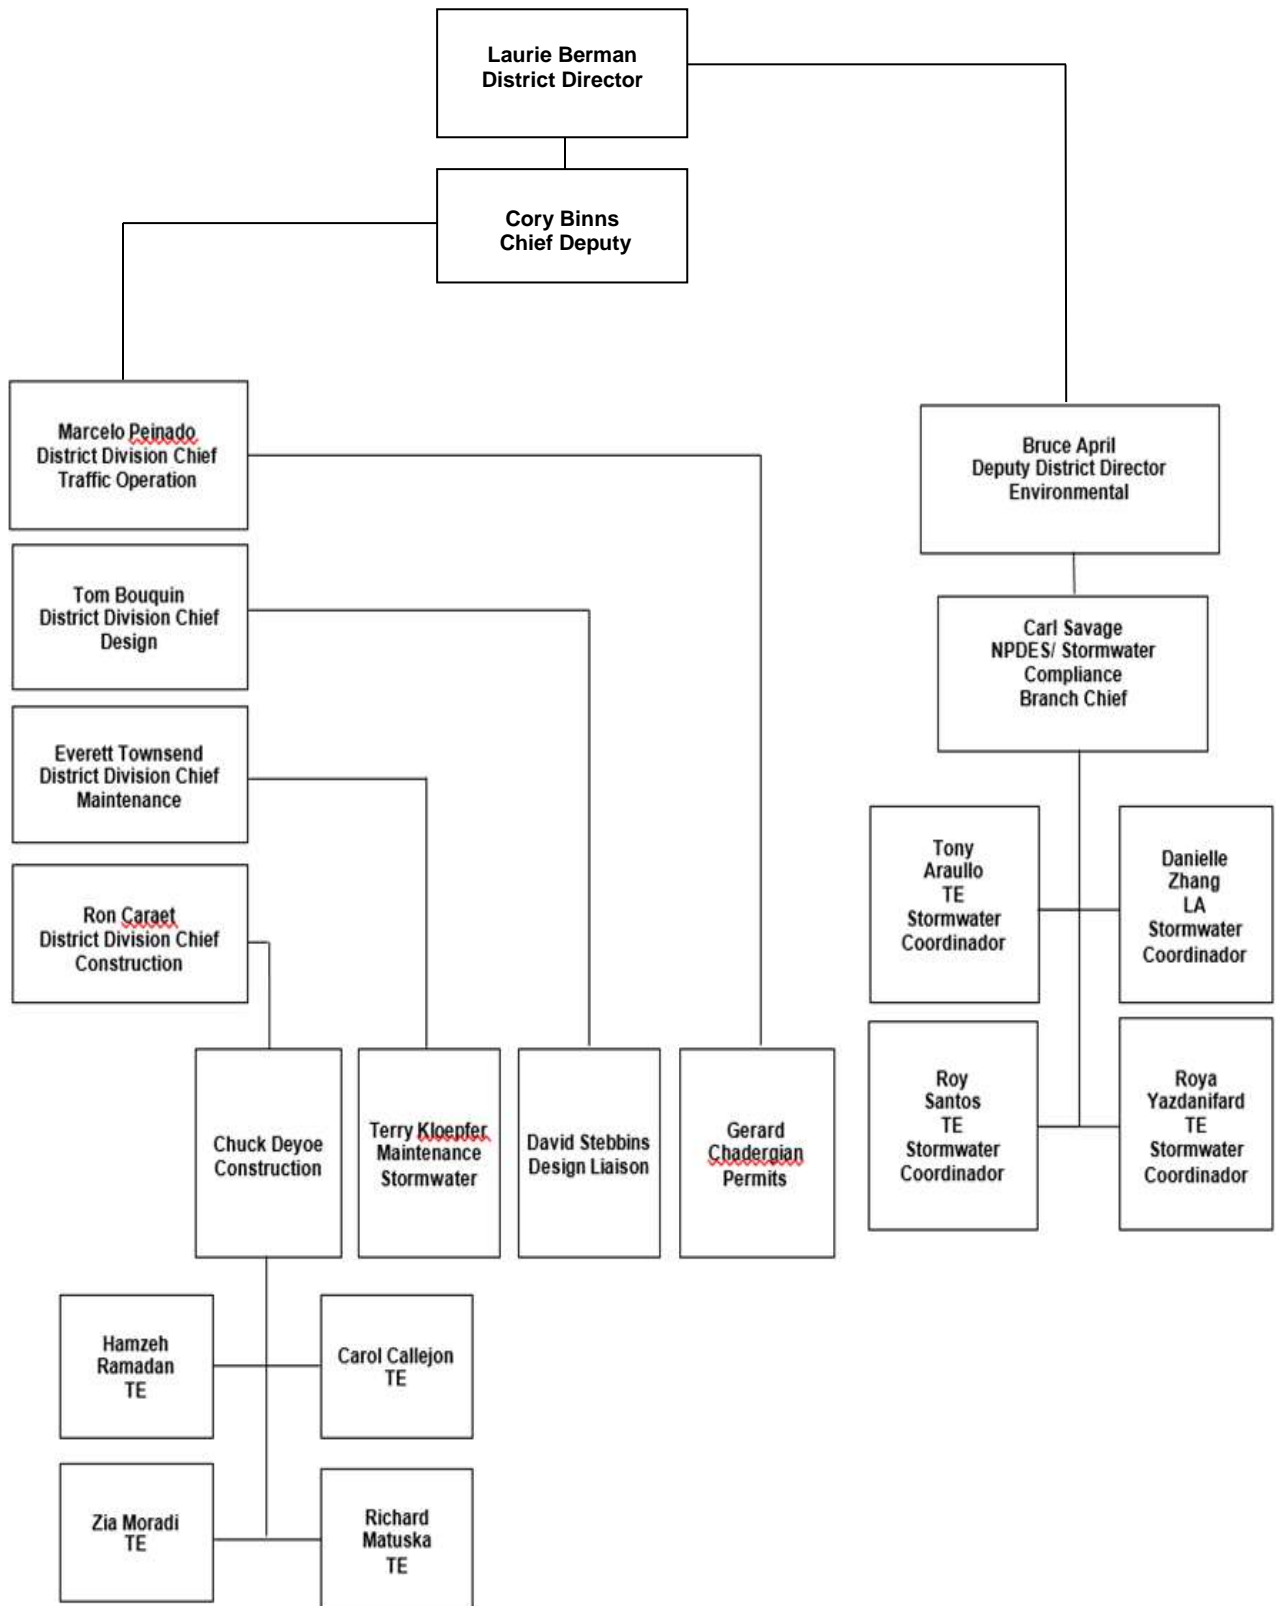 Laurie Berman
District Director
Cory Binns
Chief Deputy
Marcelo Peinado
District Division Chief
Traffic Operation
Bruce April
Deputy District Director
Environmental
Tom Bouquin
District Division Chief
Design
Carl Savage
NPDES/ Stormwater
Compliance
Branch Chief
Everett Townsend
District Division Chief
Maintenance
Ron Caraet
District Division Chief
Construction
Tony
Araullo
TE
Stormwater
Coordinador
Danielle
Zhang
LA
Stormwater
Coordinador
Roy
Santos
TE
Stormwater
Coordinador
Roya
Yazdanifard
TE
Stormwater
Coordinador
Chuck Deyoe
Construction
Terry Kloepfer
Maintenance
Stormwater
David Stebbins
Design Liaison
Gerard
Chadergian
Permits
Hamzeh
Ramadan
TE
Carol Callejon
TE
Zia Moradi
TE
Richard
Matuska
TE